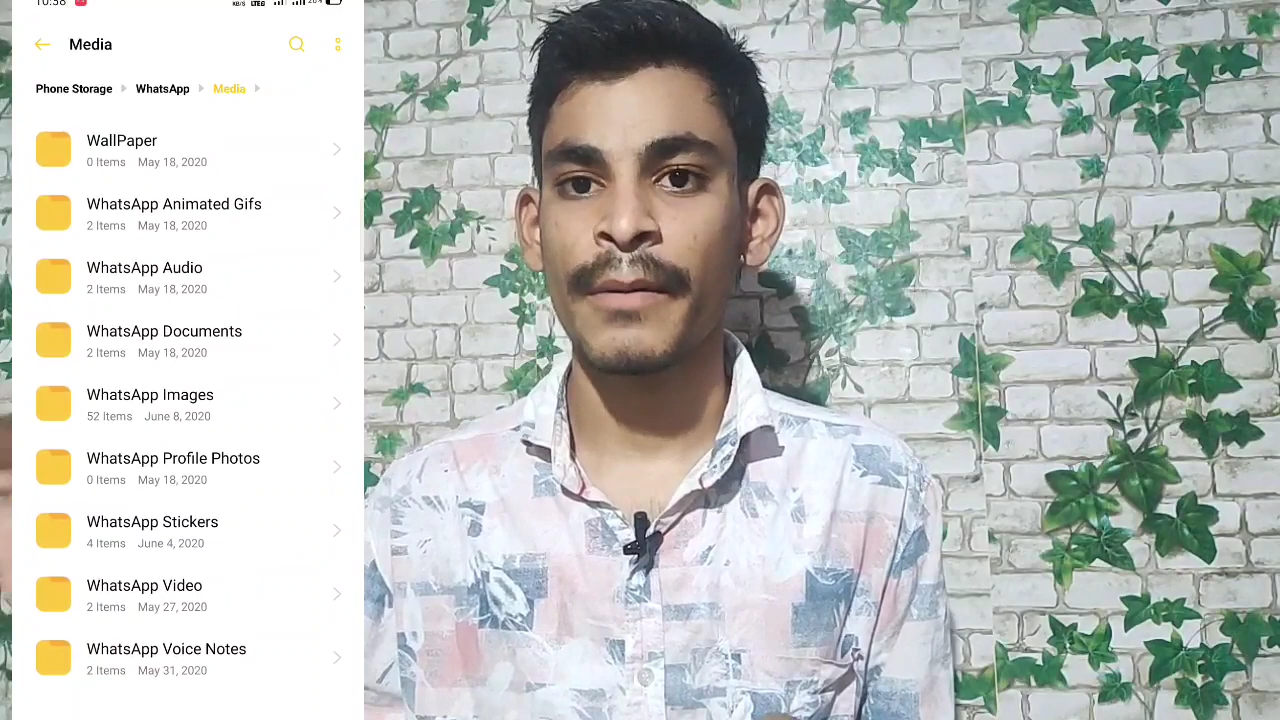 10:38
KB/S LTE
Media
Phone Storage WhatsApp Media
WallPaper
0 Items May 18, 2020
WhatsApp Animated Gifs
2 Items May 18, 2020
WhatsApp Audio
2 Items May 18, 2020
WhatsApp Documents
2 Items May 18, 2020
WhatsApp Images
52 Items June 8, 2020
WhatsApp Profile Photos
0 Items May 18, 2020
WhatsApp Stickers
4 Items June 4, 2020
WhatsApp Video
2 Items May 27, 2020
WhatsApp Voice Notes
2 Items May 31, 2020